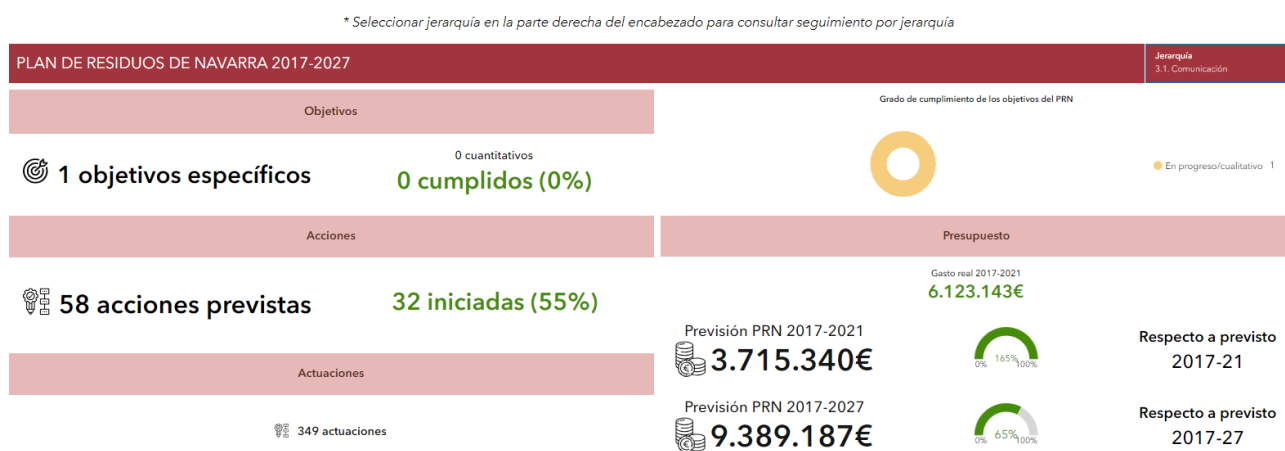 * Seleccionar jerarquía en la parte derecha del encabezado para consultar seguimiento por jerarquía
PLAN DE RESIDUOS DE NAVARRA 2017-2027
Jerarquía
3.1. Comunicación
Objetivos
1 objetivos específicos
0 cuantitativos
0 cumplidos (0%)
Grado de cumplimiento de los objetivos del PRN
En progreso/cualitativo 1
Acciones
58 acciones previstas
32 iniciadas (55%)
Actuaciones
349 actuaciones
Presupuesto
Gasto real 2017-2021
6.123.143€
Previsión PRN 2017-2021
3.715.340€
0% 165% 100%
Respecto a previsto
2017-21
Previsión PRN 2017-2027
9.389.187€
0% 65% 100%
Respecto a previsto
2017-27